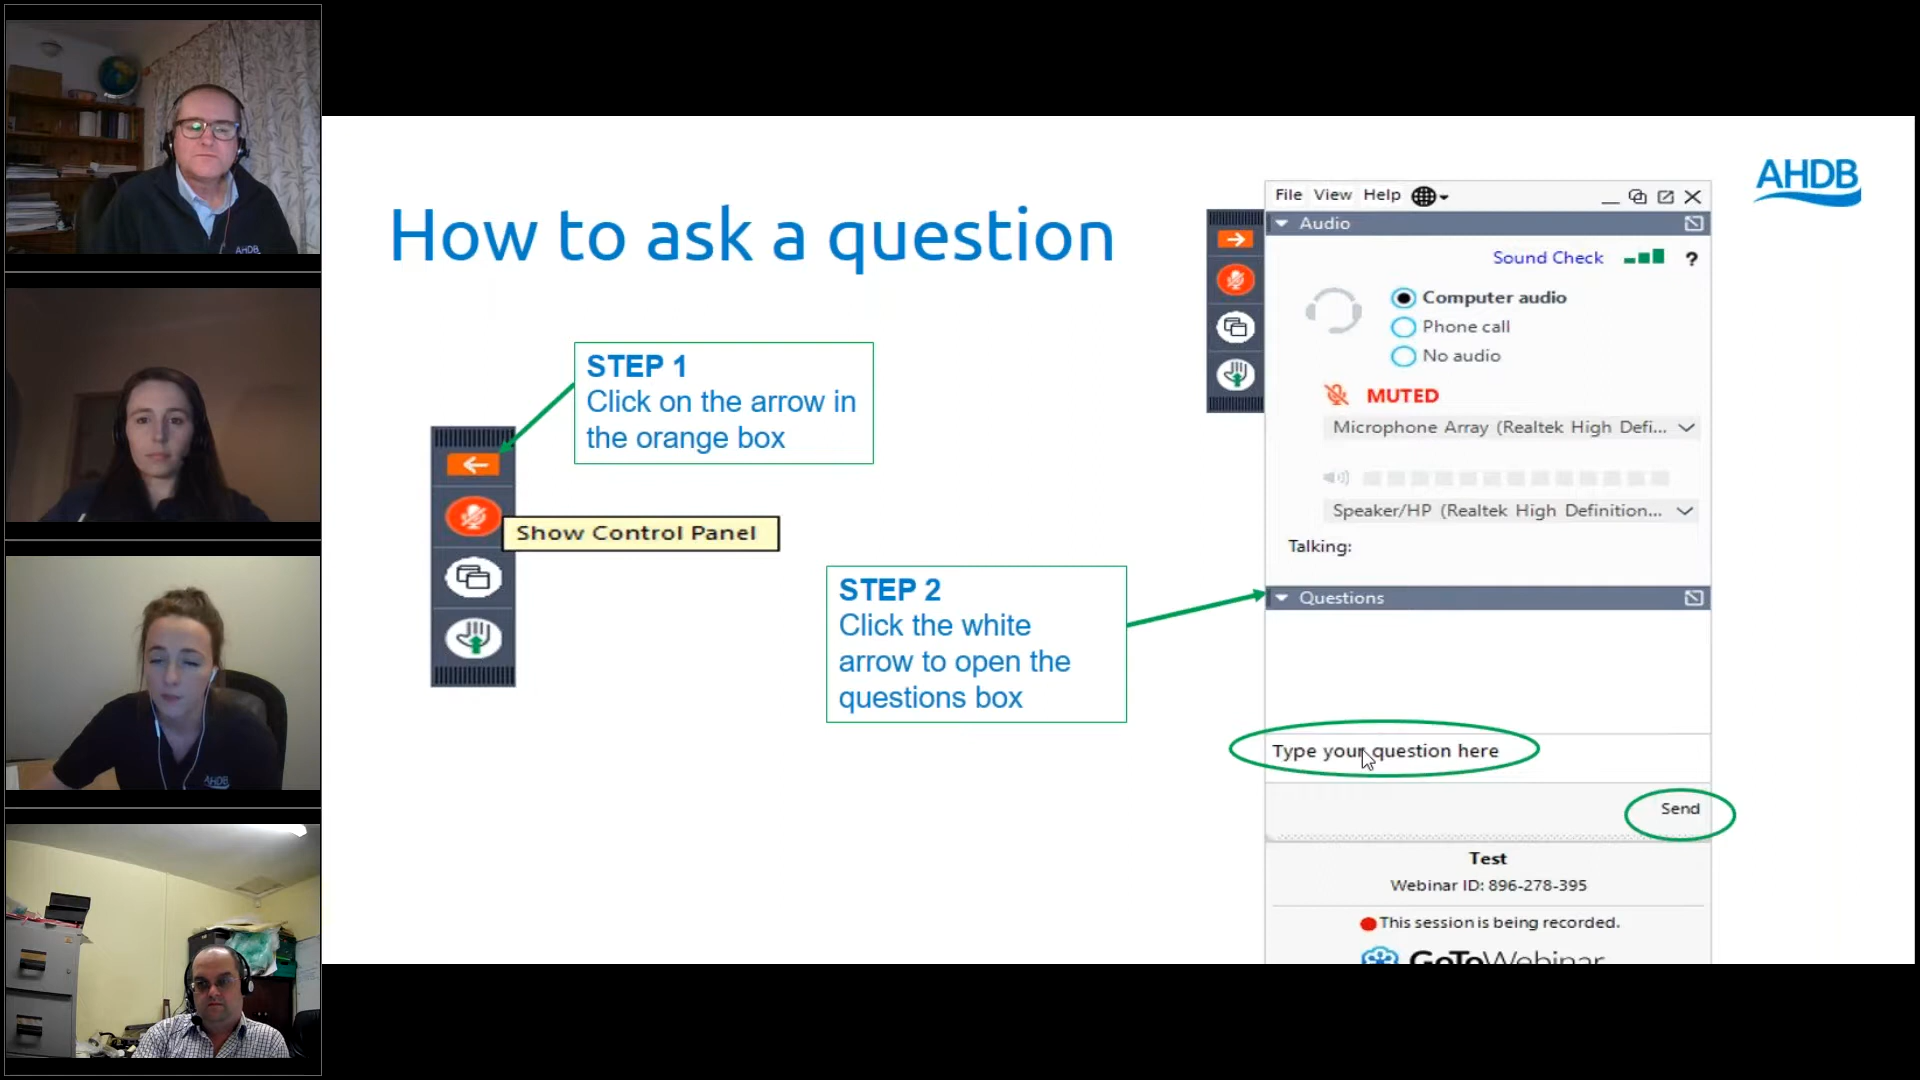 AHDB
AHDB
How to ask a question
STEP 1
Click on the arrow in
the orange box
Show Control Panel
STEP 2
Click the white
arrow to open the
questions box
AHDB
File View Help
Audio
Sound Check
?
Computer audio
Phone call
No audio
MUTED
Microphone Array (Realtek High Defi...
Speaker/HP (Realtek High Definition...
Talking:
Questions
Type your question here
Send
Test
Webinar ID: 896-278-395
This session is being recorded.
GoToWebinar